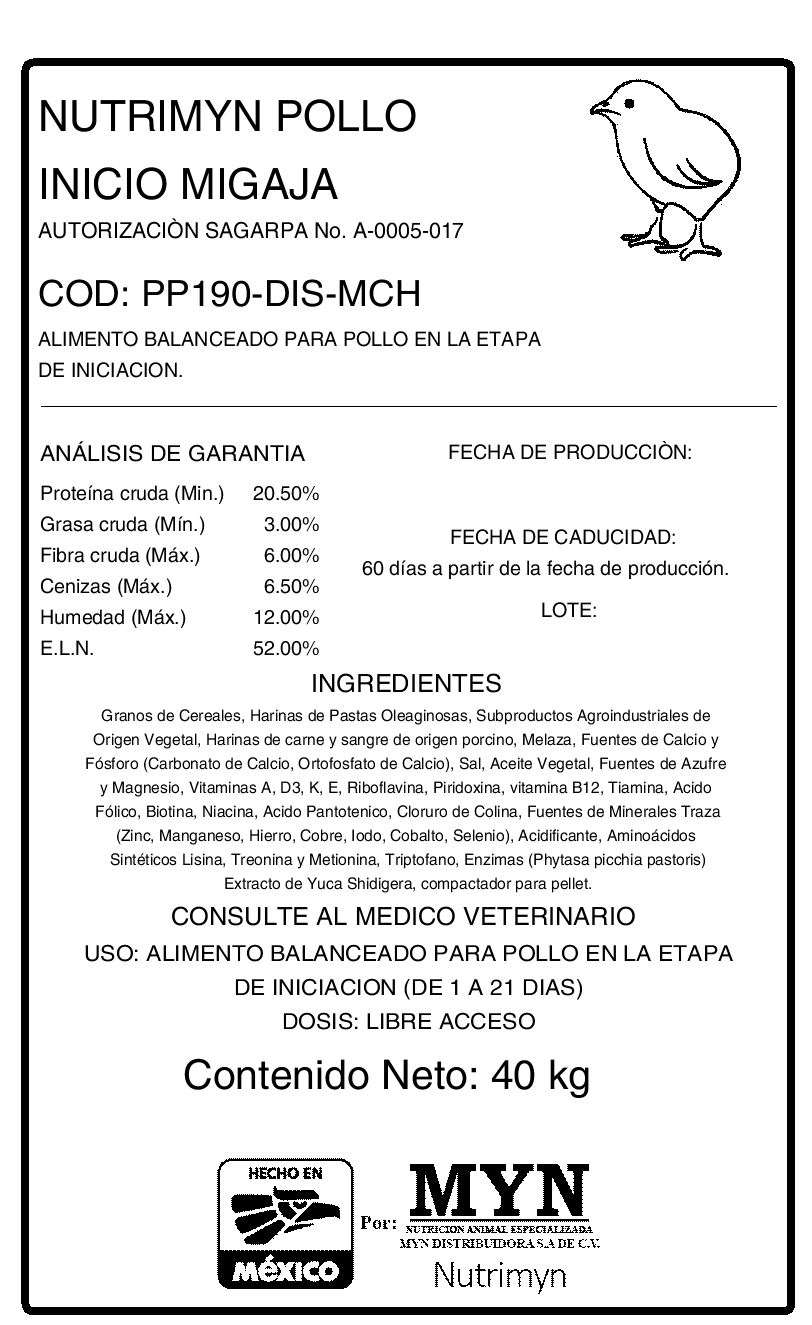 NUTRIMYN POLLO
INICIO MIGAJA
AUTORIZACIÒN SAGARPA No. A-0005-017
COD: PP190-DIS-MCH
ALIMENTO BALANCEADO PARA POLLO EN LA ETAPA
DE INICIACION.
ANÁLISIS DE GARANTIA
Proteína cruda (Min.) 20.50%
Grasa cruda (Mín.) 3.00%
Fibra cruda (Máx.) 6.00%
Cenizas (Máx.) 6.50%
Humedad (Máx.) 12.00%
E.L.N. 52.00%
FECHA DE PRODUCCIÒN:
FECHA DE CADUCIDAD:
60 días a partir de la fecha de producción.
LOTE:
INGREDIENTES
Granos de Cereales, Harinas de Pastas Oleaginosas, Subproductos Agroindustriales de
Origen Vegetal, Harinas de carne y sangre de origen porcino, Melaza, Fuentes de Calcio y
Fósforo (Carbonato de Calcio, Ortofosfato de Calcio), Sal, Aceite Vegetal, Fuentes de Azufre
y Magnesio, Vitaminas A, D3, K, E, Riboflavina, Piridoxina, vitamina B12, Tiamina, Acido
Fólico, Biotina, Niacina, Acido Pantotenico, Cloruro de Colina, Fuentes de Minerales Traza
(Zinc, Manganeso, Hierro, Cobre, Iodo, Cobalto, Selenio), Acidificante, Aminoácidos
Sintéticos Lisina, Treonina y Metionina, Triptofano, Enzimas (Phytasa picchia pastoris)
Extracto de Yuca Shidigera, compactador para pellet.
CONSULTE AL MEDICO VETERINARIO
USO: ALIMENTO BALANCEADO PARA POLLO EN LA ETAPA
DE INICIACION (DE 1 A 21 DIAS)
DOSIS: LIBRE ACCESO
Contenido Neto: 40 kg
HECHO EN
MéXICO
Por:
MYN
NUTRICION ANIMAL ESPECIALIZADA
MYN DISTRIBUIDORA S.A DE C.V.
Nutrimyn